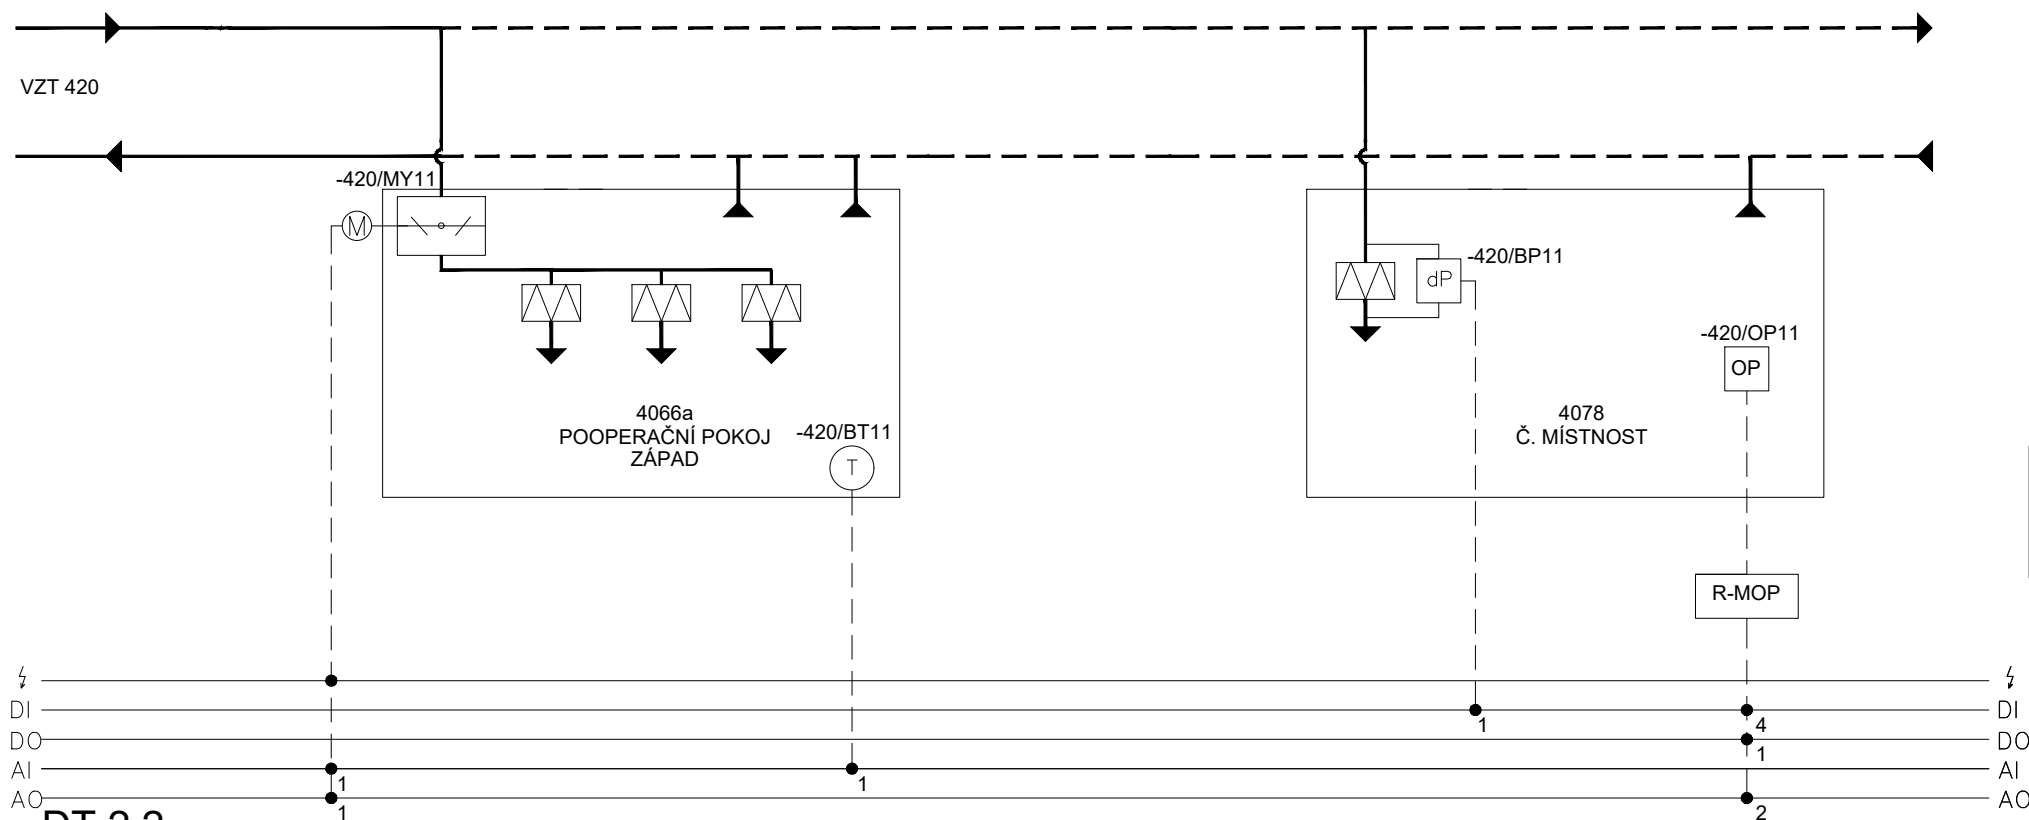 VZT 420
-420/MY11
M
-420/BP11
dP
-420/OP11
OP
4066a
POOPERAČNÍ POKOJ
ZÁPAD
-420/BT11
T
4078
Č. MÍSTNOST
R-MOP
DI
1
4
DI
DO
1
DO
AI
1
1
AI
AO
1
2
AO